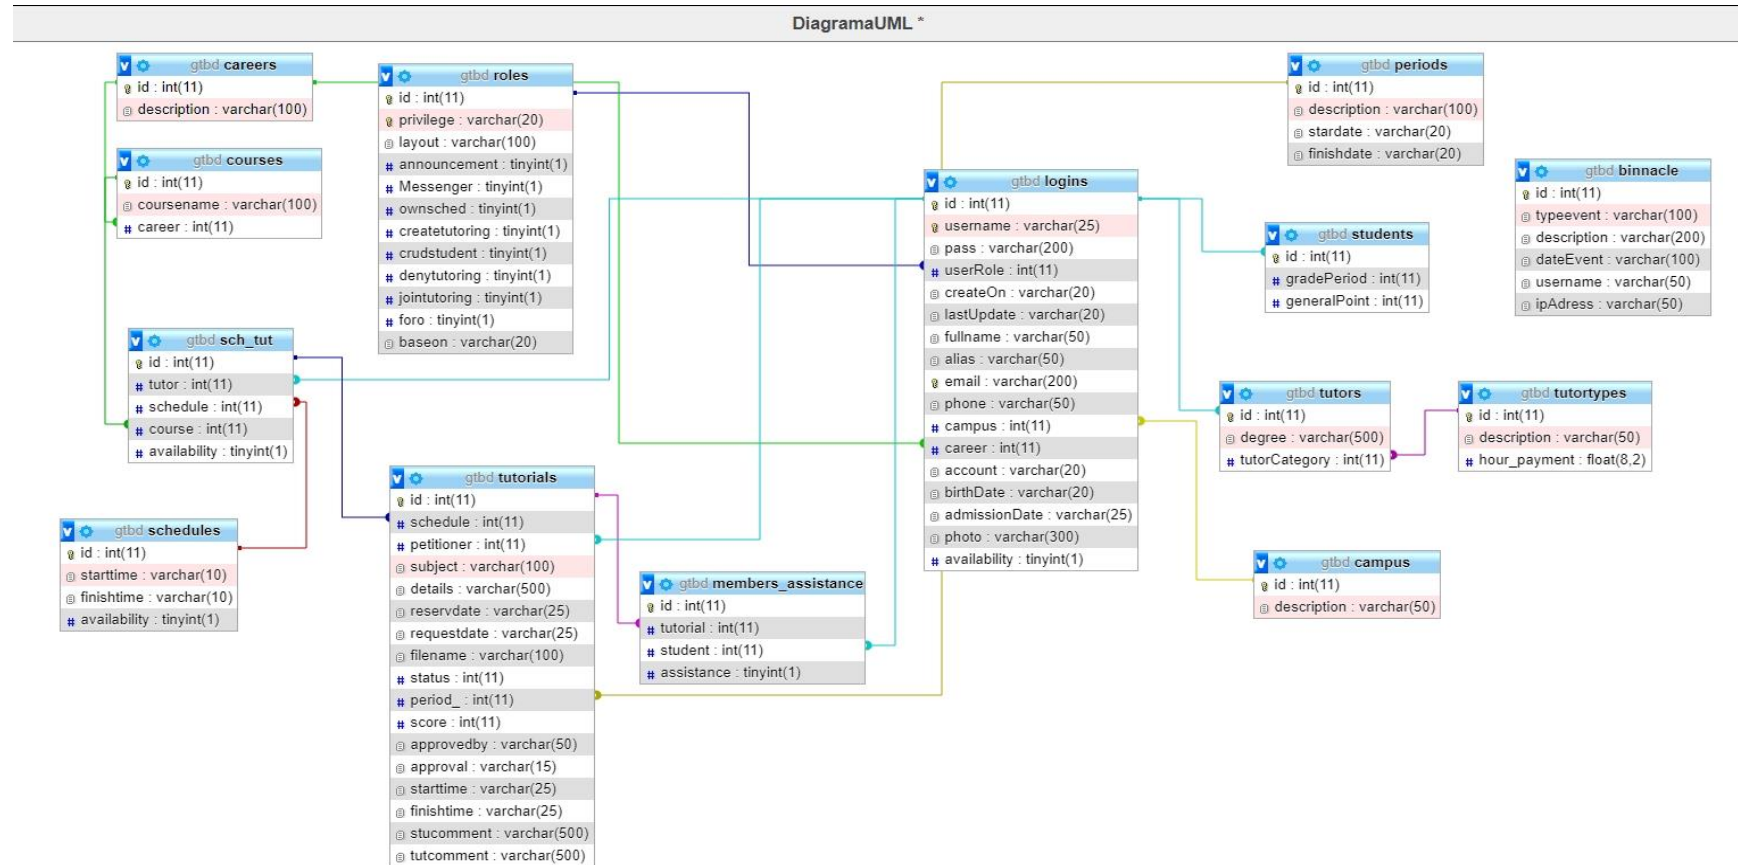 DiagramaUML *
gtbd careers
id : int(11)
description : varchar(100)
gtbd courses
id : int(11)
coursename : varchar(100)
career : int(11)
gtbd sch_tut
id : int(11)
tutor : int(11)
schedule : int(11)
course : int(11)
availability : tinyint(1)
gtbd schedules
id : int(11)
starttime : varchar(10)
finishtime : varchar(10)
availability : tinyint(1)
gtbd roles
id : int(11)
privilege : varchar(20)
layout : varchar(100)
announcement : tinyint(1)
Messenger : tinyint(1)
ownsched : tinyint(1)
createtutoring : tinyint(1)
crudstudent : tinyint(1)
denytutoring : tinyint(1)
jointutoring : tinyint(1)
foro : tinyint(1)
baseon : varchar(20)
gtbd tutorials
id : int(11)
schedule : int(11)
petitioner : int(11)
subject : varchar(100)
details : varchar(500)
reservdate : varchar(25)
requestdate : varchar(25)
filename : varchar(100)
status : int(11)
period_ : int(11)
score : int(11)
approvedby : varchar(50)
approval : varchar(15)
starttime : varchar(25)
finishtime : varchar(25)
stucomment : varchar(500)
tutcomment : varchar(500)
gtbd members_assistance
id : int(11)
tutorial : int(11)
student : int(11)
assistance : tinyint(1)
gtbd logins
id : int(11)
username : varchar(25)
pass : varchar(200)
userRole : int(11)
createOn : varchar(20)
lastUpdate : varchar(20)
fullname : varchar(50)
alias : varchar(50)
email : varchar(200)
phone : varchar(50)
campus : int(11)
career : int(11)
account : varchar(20)
birthDate : varchar(20)
admissionDate : varchar(25)
photo : varchar(300)
availability : tinyint(1)
gtbd periods
id : int(11)
description : varchar(100)
stardate : varchar(20)
finishdate : varchar(20)
gtbd binnacle
id : int(11)
typeevent : varchar(100)
description : varchar(200)
dateEvent : varchar(100)
username : varchar(50)
ipAdress : varchar(50)
gtbd students
id : int(11)
gradePeriod : int(11)
generalPoint : int(11)
gtbd tutors
id : int(11)
degree : varchar(500)
tutorCategory : int(11)
gtbd tutortypes
id : int(11)
description : varchar(50)
hour_payment : float(8,2)
gtbd campus
id : int(11)
description : varchar(50)